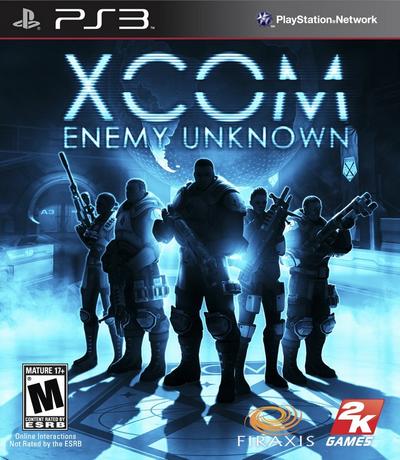 PS3
PlayStation®Network
XCOM
ENEMY UNKNOWN
A3
MATURE 17+
M
®
CONTENT RATED BY
ESRB
Online Interactions
Not Rated by the ESRB
FIRAXIS
2K
GAMES